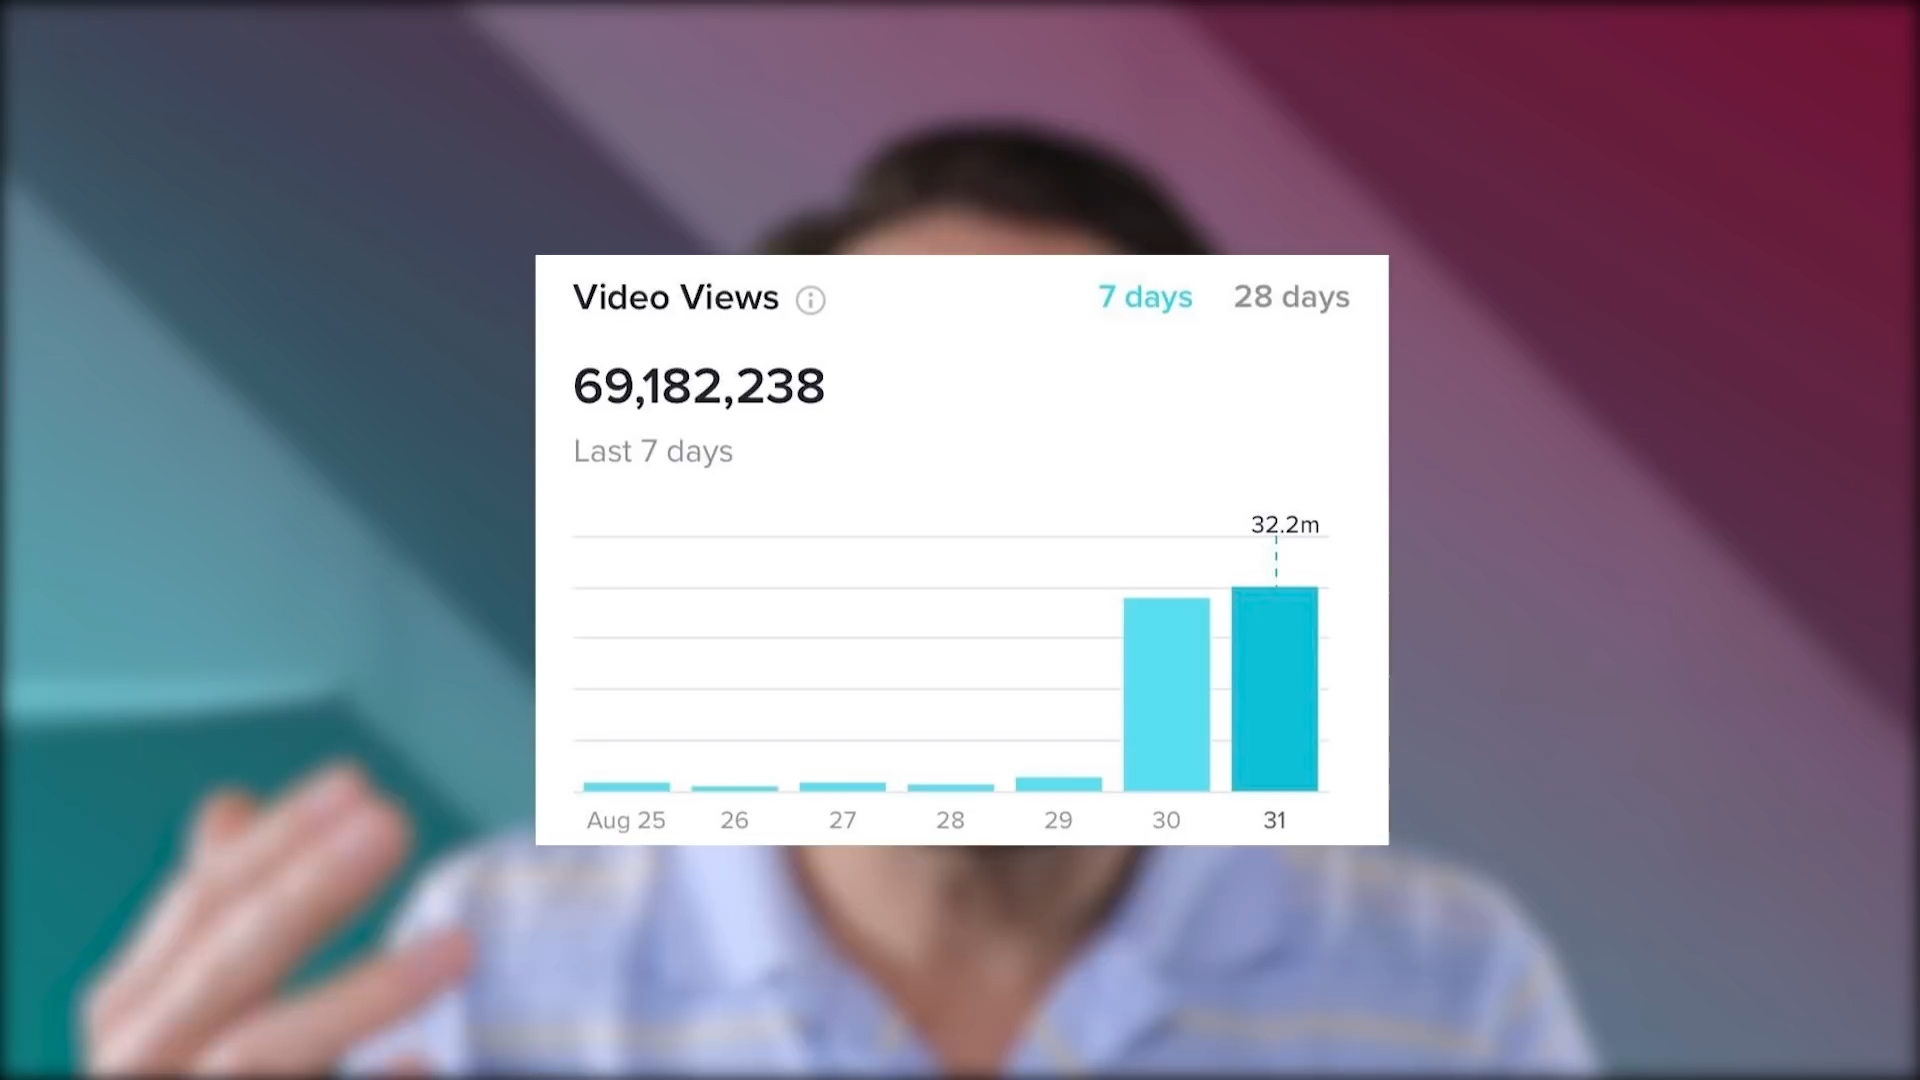 Video Views
7 days 28 days
69,182,238
Last 7 days
32.2m
Aug 25 26 27 28 29 30 31